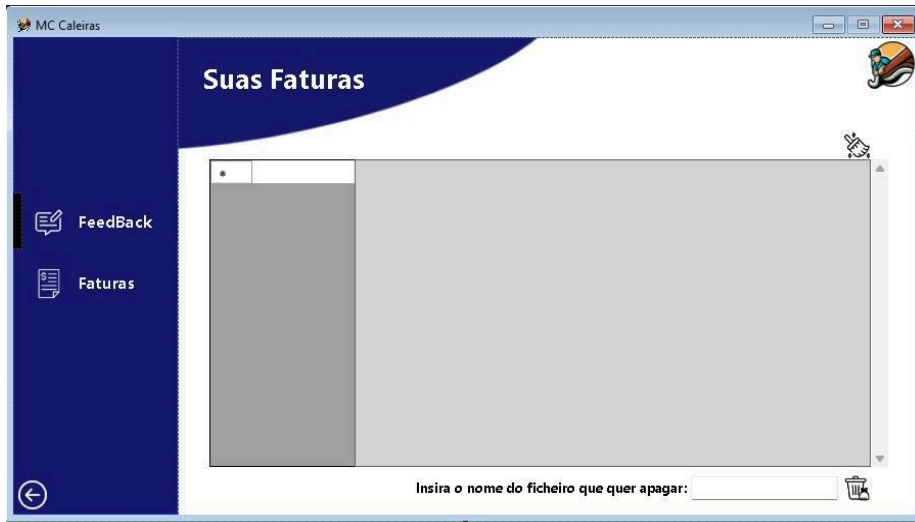 MC Caleiras
Suas Faturas
*
FeedBack
Faturas
Insira o nome do ficheiro que quer apagar: